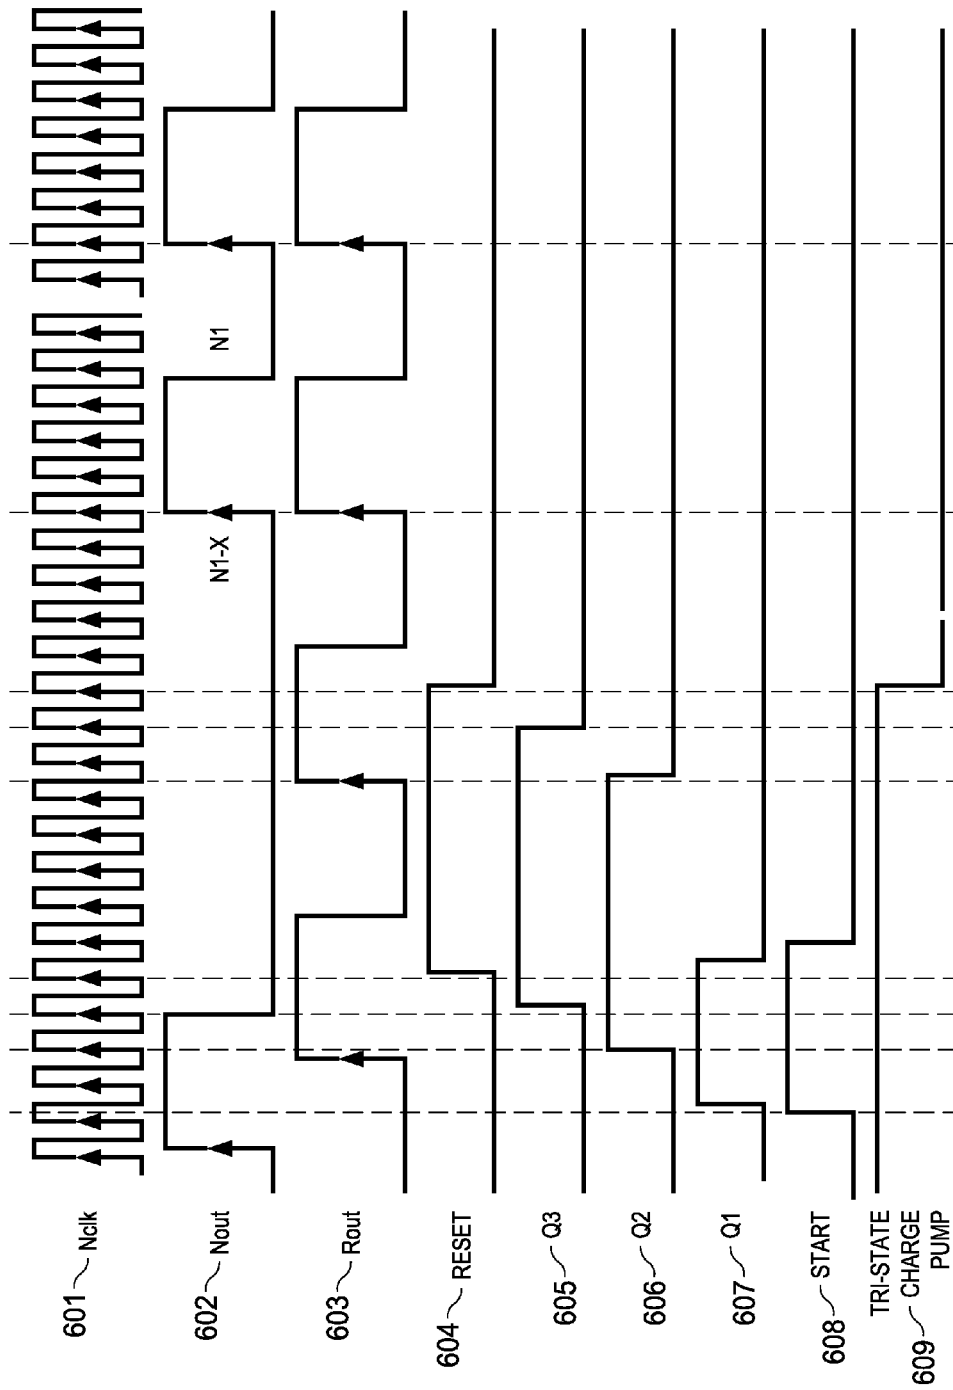 601 Nclk
602 Nout
N1-X
N1
603 Rout
604 RESET
605 Q3
606 Q2
607 Q1
608 START
609 TRI-STATE
CHARGE
PUMP